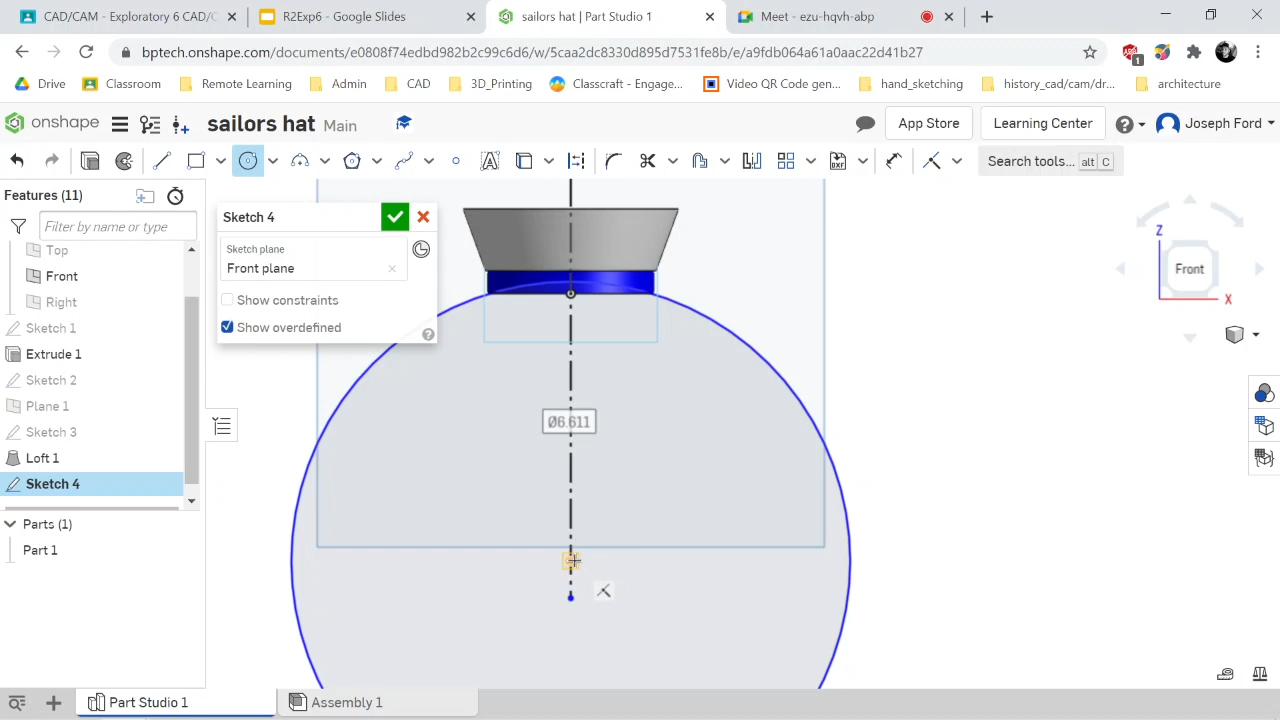 CAD/CAM - Exploratory 6 CAD/C
R2Exp6 - Google Slides
sailors hat | Part Studio 1
Meet - ezu-hqvh-abp
bptech.onshape.com/documents/e0808f74edbd982b2c99c6d6/w/5caa2dc8330d895d7531fe8b/e/a9fdb064a61a0aac22d41b27
1
Drive
Classroom
Remote Learning
Admin
CAD
3D_Printing
Classcraft - Engage...
Video QR Code gen...
hand_sketching
history_cad/cam/dr...
architecture
onshape
sailors hat Main
App Store
Learning Center
Joseph Ford
Search tools... alt C
Features (11)
Filter by name or type
Top
Front
Right
Sketch 1
Extrude 1
Sketch 2
Plane 1
Sketch 3
Loft 1
Sketch 4
Parts (1)
Part 1
Sketch 4
Sketch plane
Front plane
Show constraints
Show overdefined
Ø6.611
Z
Front
X
Part Studio 1
Assembly 1